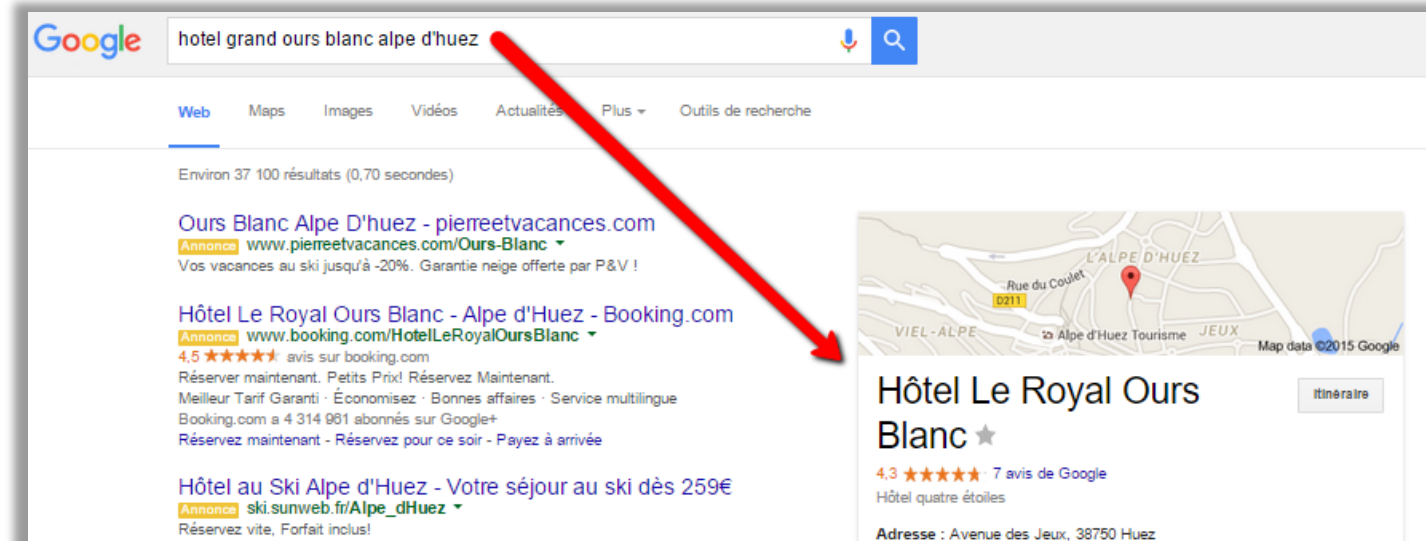 Google
hotel grand ours blanc alpe d'huez
Web Maps Images Vidéos Actualités Plus Outils de recherche
Environ 37 100 résultats (0,70 secondes)
Ours Blanc Alpe D'huez - pierreetvacances.com
Annonce www.pierreetvacances.com/Ours-Blanc
Vos vacances au ski jusqu'à -20%. Garantie neige offerte par P&V !
Hôtel Le Royal Ours Blanc - Alpe d'Huez - Booking.com
Annonce www.booking.com/HotelLeRoyalOursBlanc
4,5 ★★★★★ avis sur booking.com
Réserver maintenant. Petits Prix! Réservez Maintenant.
Meilleur Tarif Garanti · Économisez · Bonnes affaires · Service multilingue
Booking.com a 4 314 961 abonnés sur Google+
Réservez maintenant - Réservez pour ce soir - Payez à arrivée
Hôtel au Ski Alpe d'Huez - Votre séjour au ski dès 259€
Annonce ski.sunweb.fr/Alpe_dHuez
Réservez vite, Forfait inclus!
L'ALPE D'HUEZ
Rue du Coulet
D211
VIEL-ALPE
Alpe d'Huez Tourisme
JEUX
Map data ©2015 Google
Hôtel Le Royal Ours
Blanc
Itinéraire
4,3 ★★★★★ 7 avis de Google
Hôtel quatre étoiles
Adresse : Avenue des Jeux, 38750 Huez